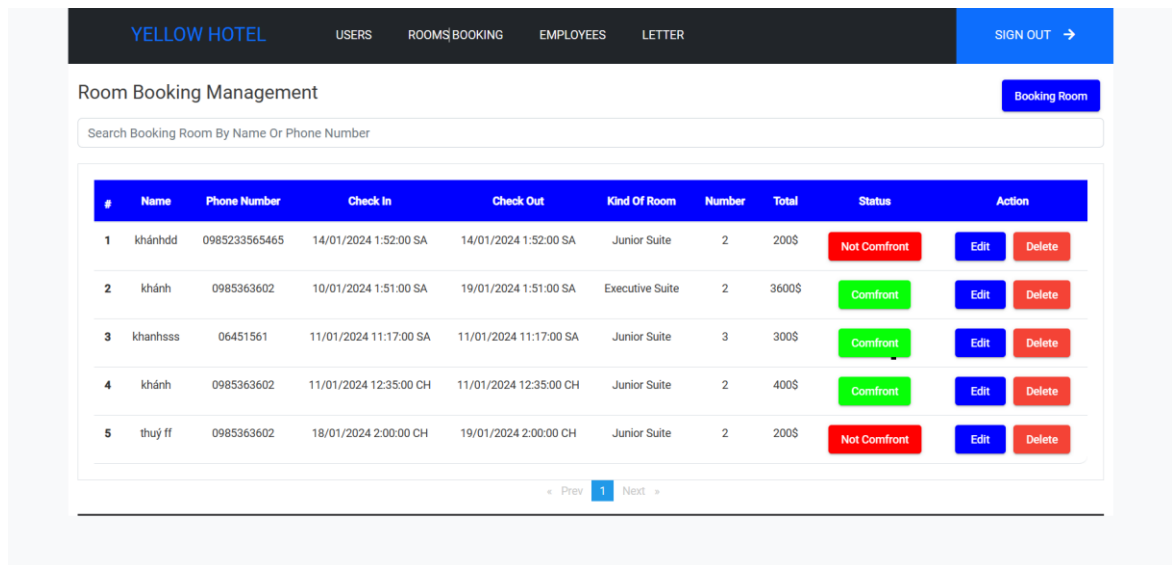 YELLOW HOTEL USERS ROOMS BOOKING EMPLOYEES LETTER SIGN OUT →
Room Booking Management Booking Room
Search Booking Room By Name Or Phone Number
# Name Phone Number Check In Check Out Kind Of Room Number Total Status Action
1 khánhdd 0985233565465 14/01/2024 1:52:00 SA 14/01/2024 1:52:00 SA Junior Suite 2 200$ Not Comfront Edit Delete
2 khánh 0985363602 10/01/2024 1:51:00 SA 19/01/2024 1:51:00 SA Executive Suite 2 3600$ Comfront Edit Delete
3 khanhsss 06451561 11/01/2024 11:17:00 SA 11/01/2024 11:17:00 SA Junior Suite 3 300$ Comfront Edit Delete
4 khánh 0985363602 11/01/2024 12:35:00 CH 11/01/2024 12:35:00 CH Junior Suite 2 400$ Comfront Edit Delete
5 thuý ff 0985363602 18/01/2024 2:00:00 CH 19/01/2024 2:00:00 CH Junior Suite 2 200$ Not Comfront Edit Delete
« Prev 1 Next »